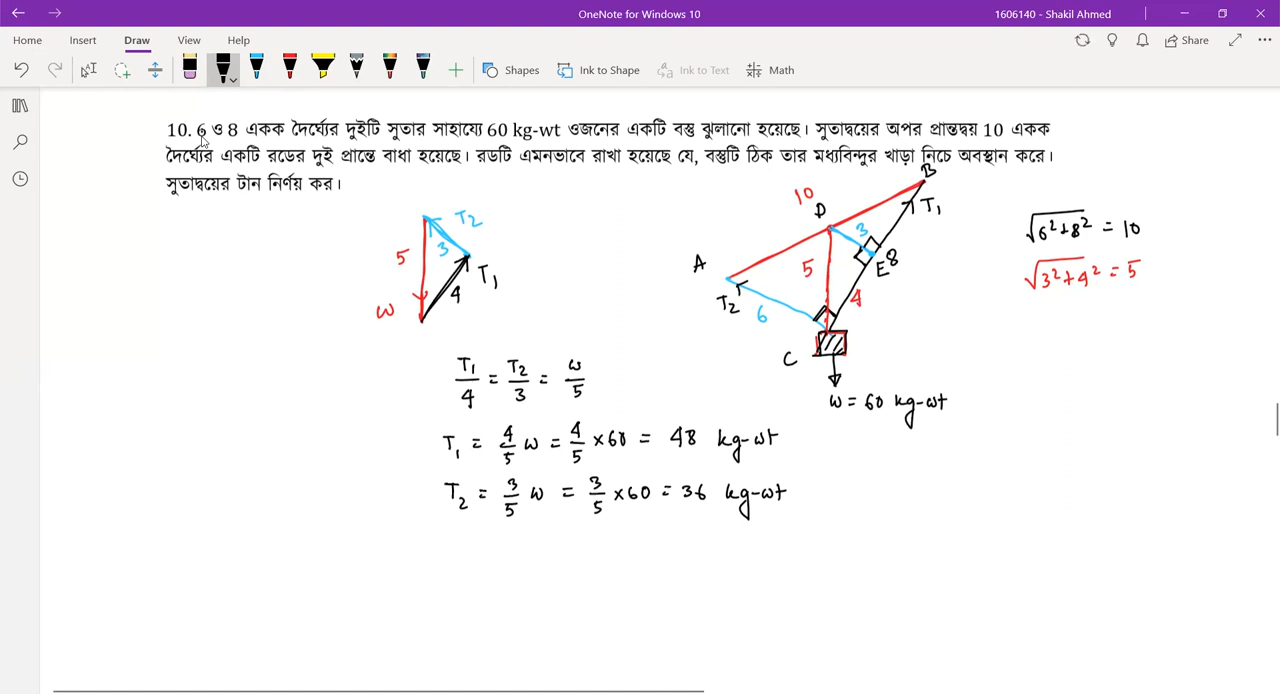 OneNote for Windows 10
1606140 - Shakil Ahmed
Home Insert Draw View Help
Share
Shapes Ink to Shape Ink to Text Math
10. 6 ও 8 একক দৈর্ঘ্যের দুইটি সুতার সাহায্যে 60 kg-wt ওজনের একটি বস্তু ঝুলানো হয়েছে। সুতাদ্বয়ের অপর প্রান্তদ্বয় 10 একক
দৈর্ঘ্যের একটি রডের দুই প্রান্তে বাধা হয়েছে। রডটি এমনভাবে রাখা হয়েছে যে, বস্তুটি ঠিক তার মধ্যবিন্দুর খাড়া নিচে অবস্থান করে।
সুতাদ্বয়ের টান নির্ণয় কর।
5
T2
3
T1
4
W
10
B
D
T1
3
A
5
E 8
T2
6
4
C
W = 60 kg-wt
√6²+8² = 10
√3²+4² = 5
T1/4 = T2/3 = W/5
T1 = 4/5 W = 4/5 × 60 = 48 kg-wt
T2 = 3/5 W = 3/5 × 60 = 36 kg-wt